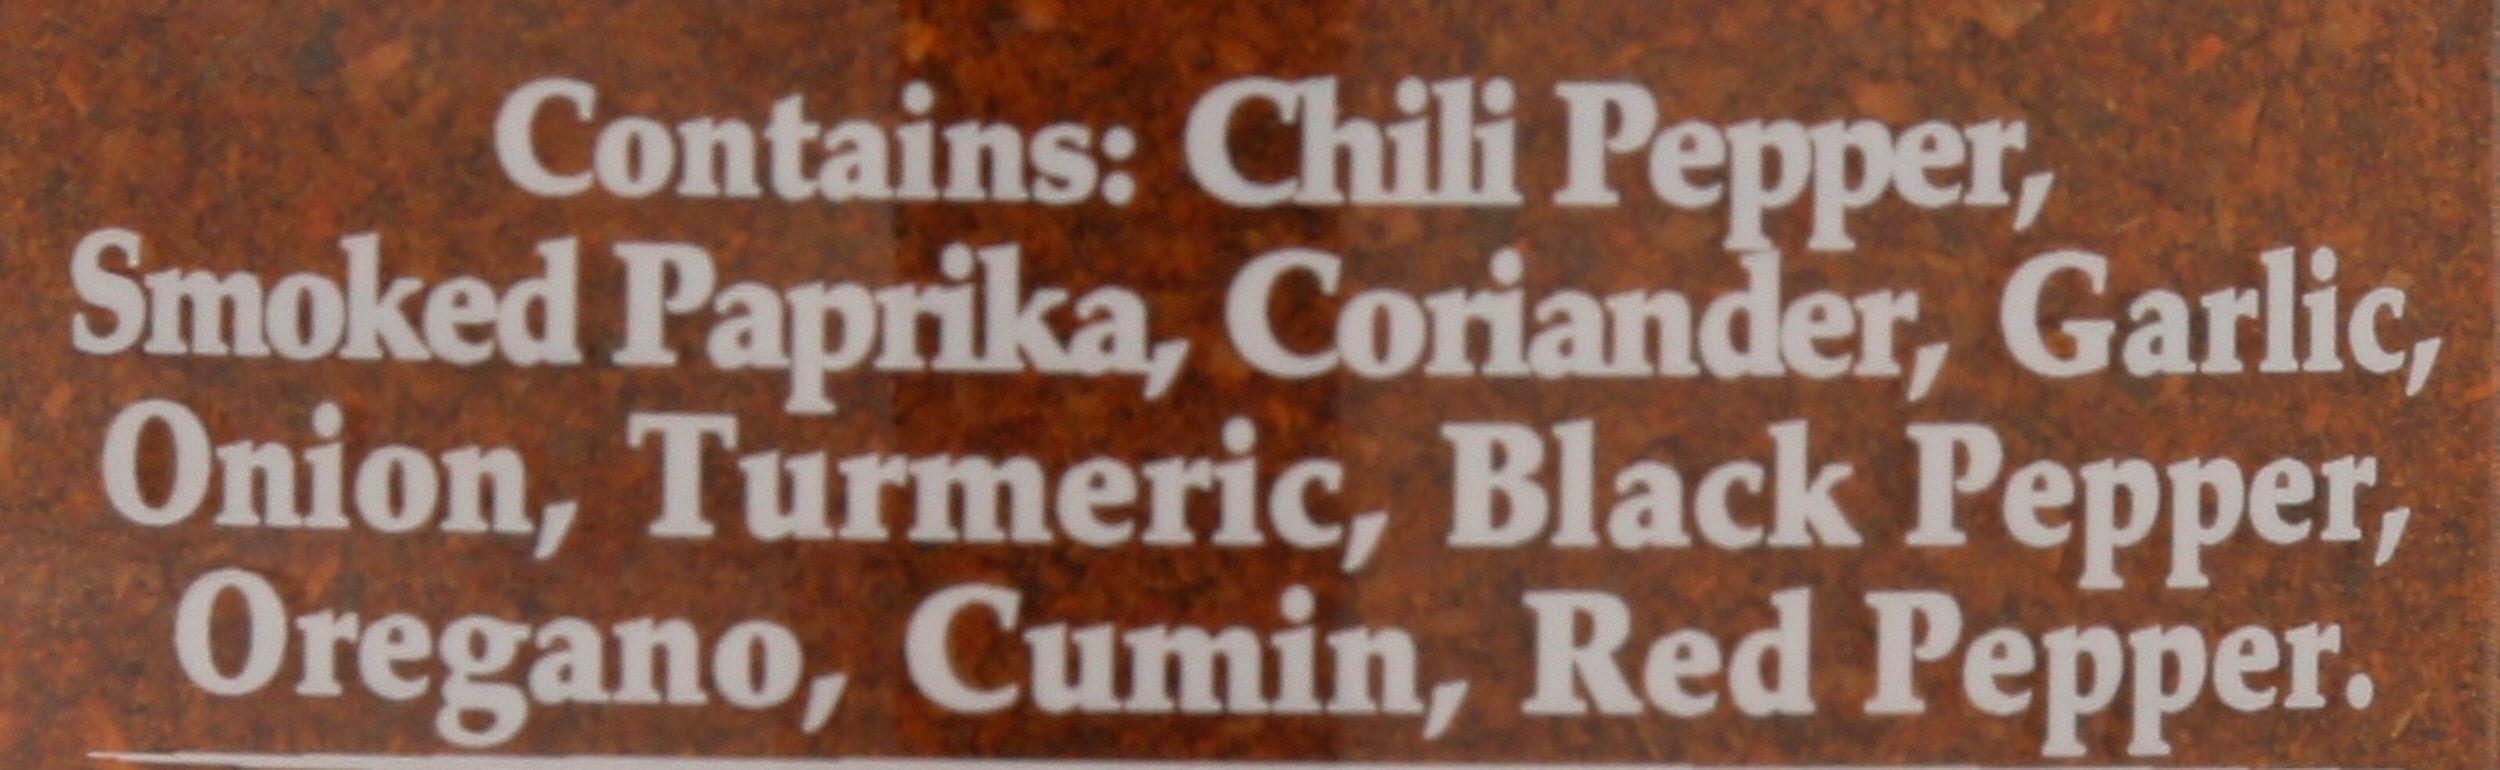 Contains: Chili Pepper,
Smoked Paprika, Coriander, Garlic,
Onion, Turmeric, Black Pepper,
Oregano, Cumin, Red Pepper.